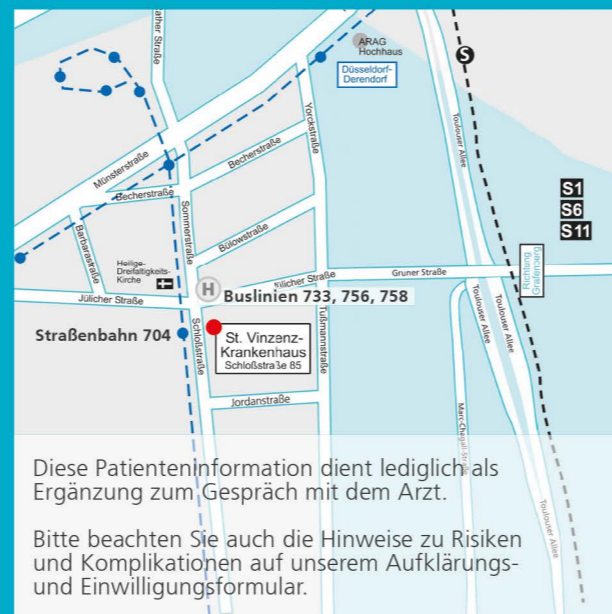 ather Straße
ARAG
Hochhaus
S
Düsseldorf-
Derendorf
Yorckstraße
Toulouser Allee
Münsterstraße
Becherstraße
Becherstraße
Sommerstraße
S1
S6
S11
Barbarastraße
Bülowstraße
Heilige-
Dreifaltigkeits-
Kirche
H
Jülicher Straße
ülicher Straße
Gruner Straße
Richtung
Grafenberg
Buslinien 733, 756, 758
Toulouser Allee
Toulouser Allee
Straßenbahn 704
Schloßstraße
St. Vinzenz-
Krankenhaus
Schloßstraße 85
Tußmannstraße
Jordanstraße
Marc-Chagall-Straße
Toulouser Allee
Diese Patienteninformation dient lediglich als
Ergänzung zum Gespräch mit dem Arzt.
Bitte beachten Sie auch die Hinweise zu Risiken
und Komplikationen auf unserem Aufklärungs-
und Einwilligungsformular.